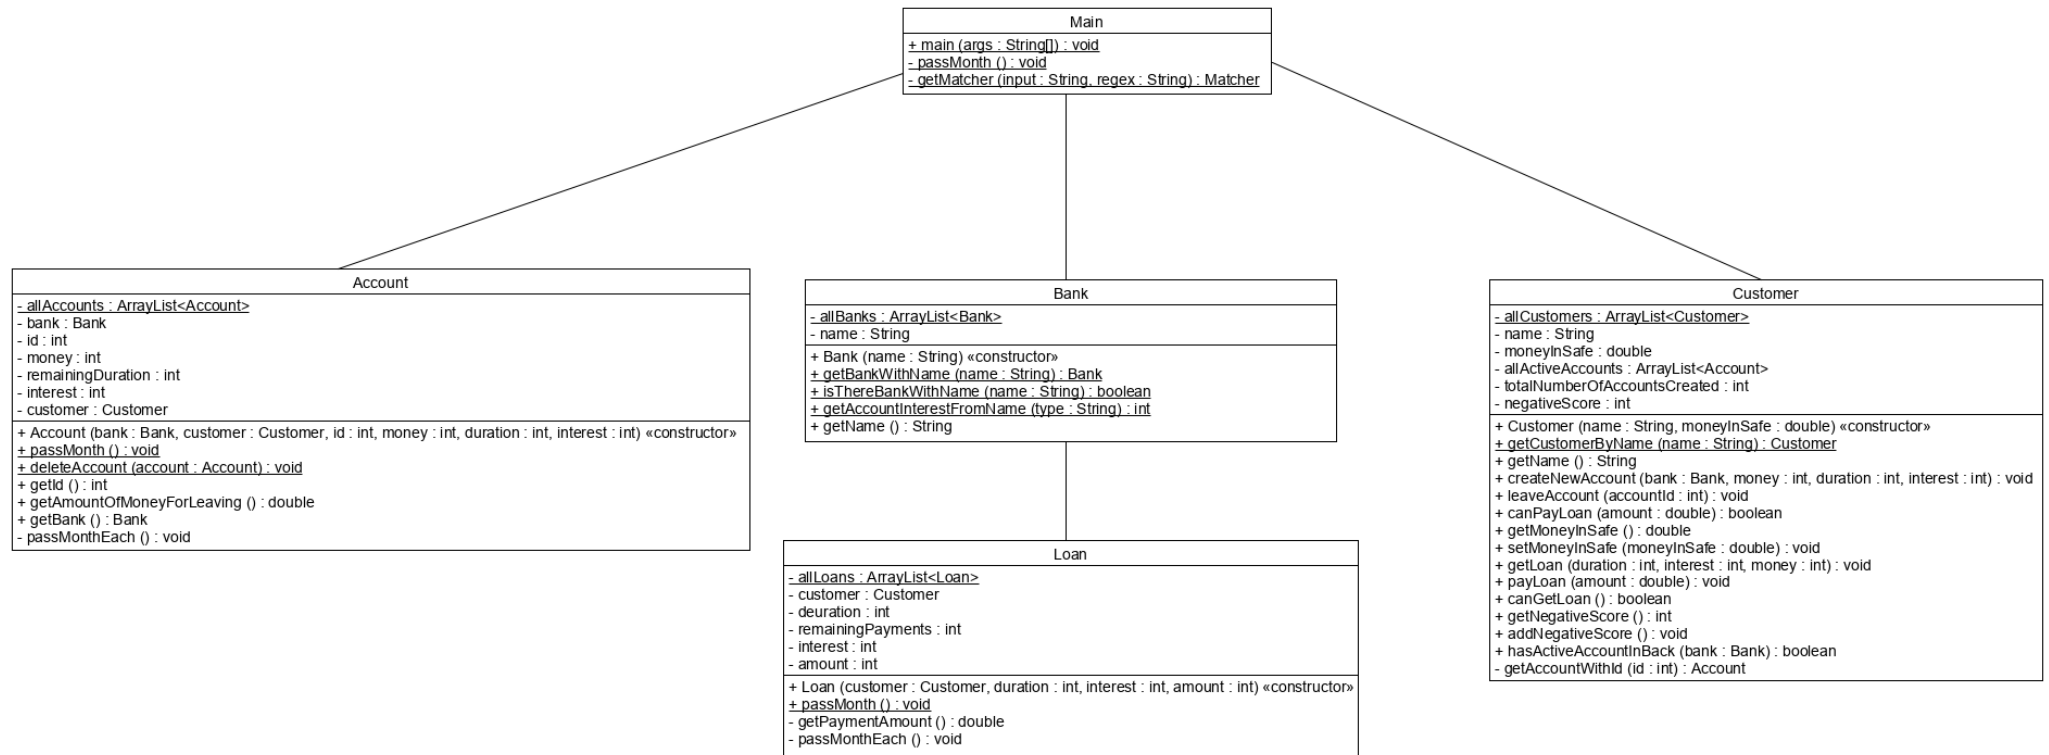 Main
+ main (args : String[]) : void
- passMonth () : void
- getMatcher (input : String, regex : String) : Matcher
Account
- allAccounts : ArrayList<Account>
- bank : Bank
- id : int
- money : int
- remainingDuration : int
- interest : int
- customer : Customer
+ Account (bank : Bank, customer : Customer, id : int, money : int, duration : int, interest : int) «constructor»
+ passMonth () : void
+ deleteAccount (account : Account) : void
+ getId () : int
+ getAmountOfMoneyForLeaving () : double
+ getBank () : Bank
- passMonthEach () : void
Bank
- allBanks : ArrayList<Bank>
- name : String
+ Bank (name : String) «constructor»
+ getBankWithName (name : String) : Bank
+ isThereBankWithName (name : String) : boolean
+ getAccountInterestFromName (type : String) : int
+ getName () : String
Customer
- allCustomers : ArrayList<Customer>
- name : String
- moneyInSafe : double
- allActiveAccounts : ArrayList<Account>
- totalNumberOfAccountsCreated : int
- negativeScore : int
+ Customer (name : String, moneyInSafe : double) «constructor»
+ getCustomerByName (name : String) : Customer
+ getName () : String
+ createNewAccount (bank : Bank, money : int, duration : int, interest : int) : void
+ leaveAccount (accountId : int) : void
+ canPayLoan (amount : double) : boolean
+ getMoneyInSafe () : double
+ setMoneyInSafe (moneyInSafe : double) : void
+ getLoan (duration : int, interest : int, money : int) : void
+ payLoan (amount : double) : void
+ canGetLoan () : boolean
+ getNegativeScore () : int
+ addNegativeScore () : void
+ hasActiveAccountInBack (bank : Bank) : boolean
- getAccountWithId (id : int) : Account
Loan
- allLoans : ArrayList<Loan>
- customer : Customer
- deuration : int
- remainingPayments : int
- interest : int
- amount : int
+ Loan (customer : Customer, duration : int, interest : int, amount : int) «constructor»
+ passMonth () : void
- getPaymentAmount () : double
- passMonthEach () : void